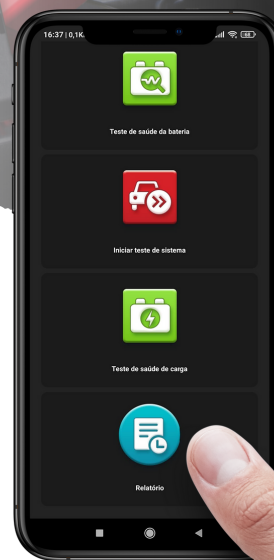 16:37 | 0,1K
68
Teste de saúde da bateria
Iniciar teste de sistema
Teste de saúde de carga
Relatório